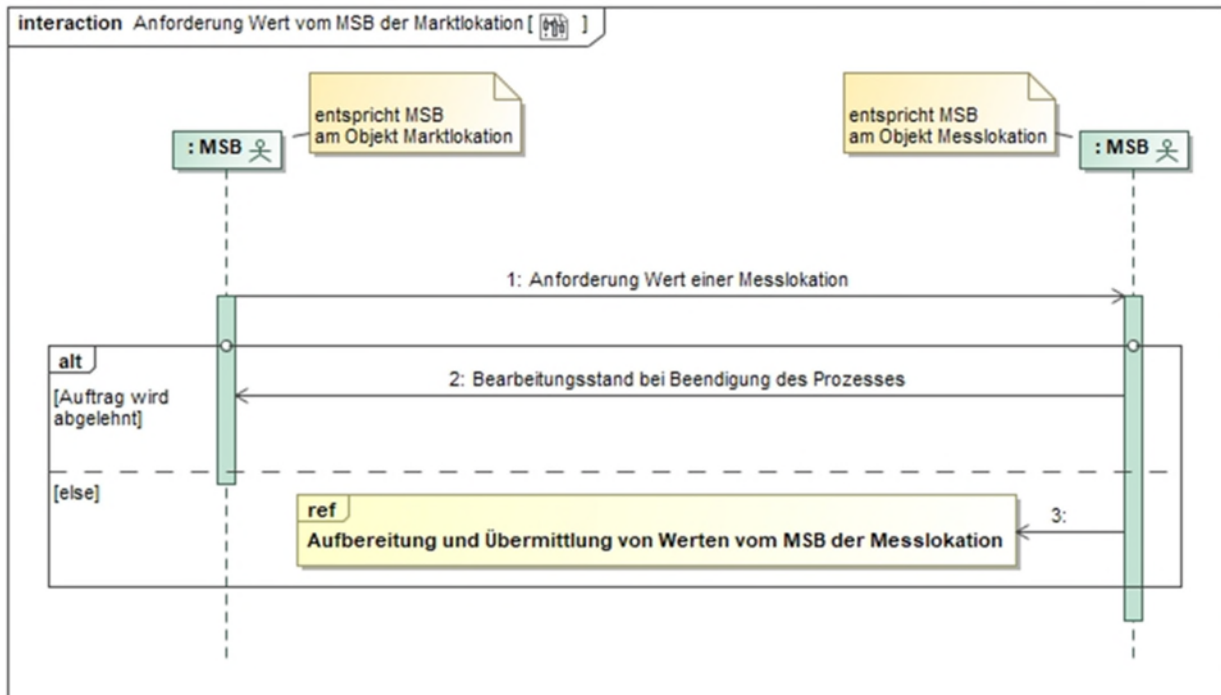 interaction Anforderung Wert vom MSB der Marktlokation [ ]
entspricht MSB
am Objekt Marktlokation
: MSB
entspricht MSB
am Objekt Messlokation
: MSB
1: Anforderung Wert einer Messlokation
alt
[Auftrag wird
abgelehnt]
2: Bearbeitungsstand bei Beendigung des Prozesses
[else]
ref
Aufbereitung und Übermittlung von Werten vom MSB der Messlokation
3: